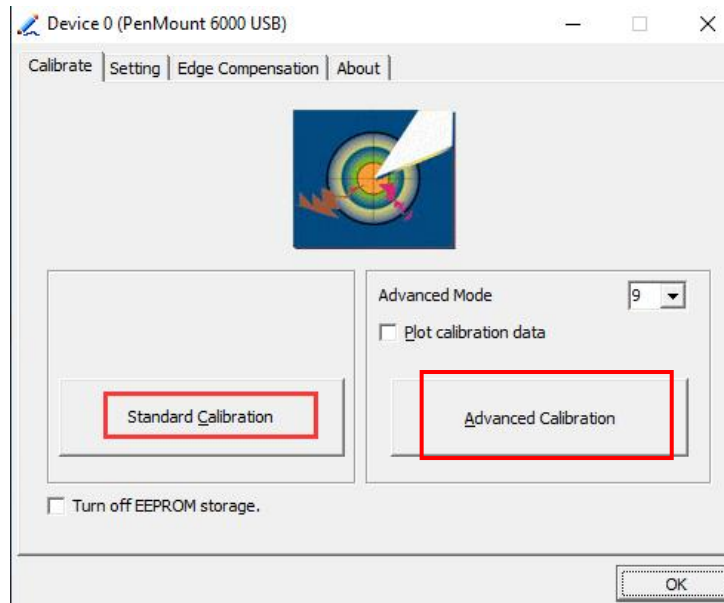 Device 0 (PenMount 6000 USB)
Calibrate Setting Edge Compensation About
Advanced Mode 9
Plot calibration data
Standard Calibration Advanced Calibration
Turn off EEPROM storage.
OK